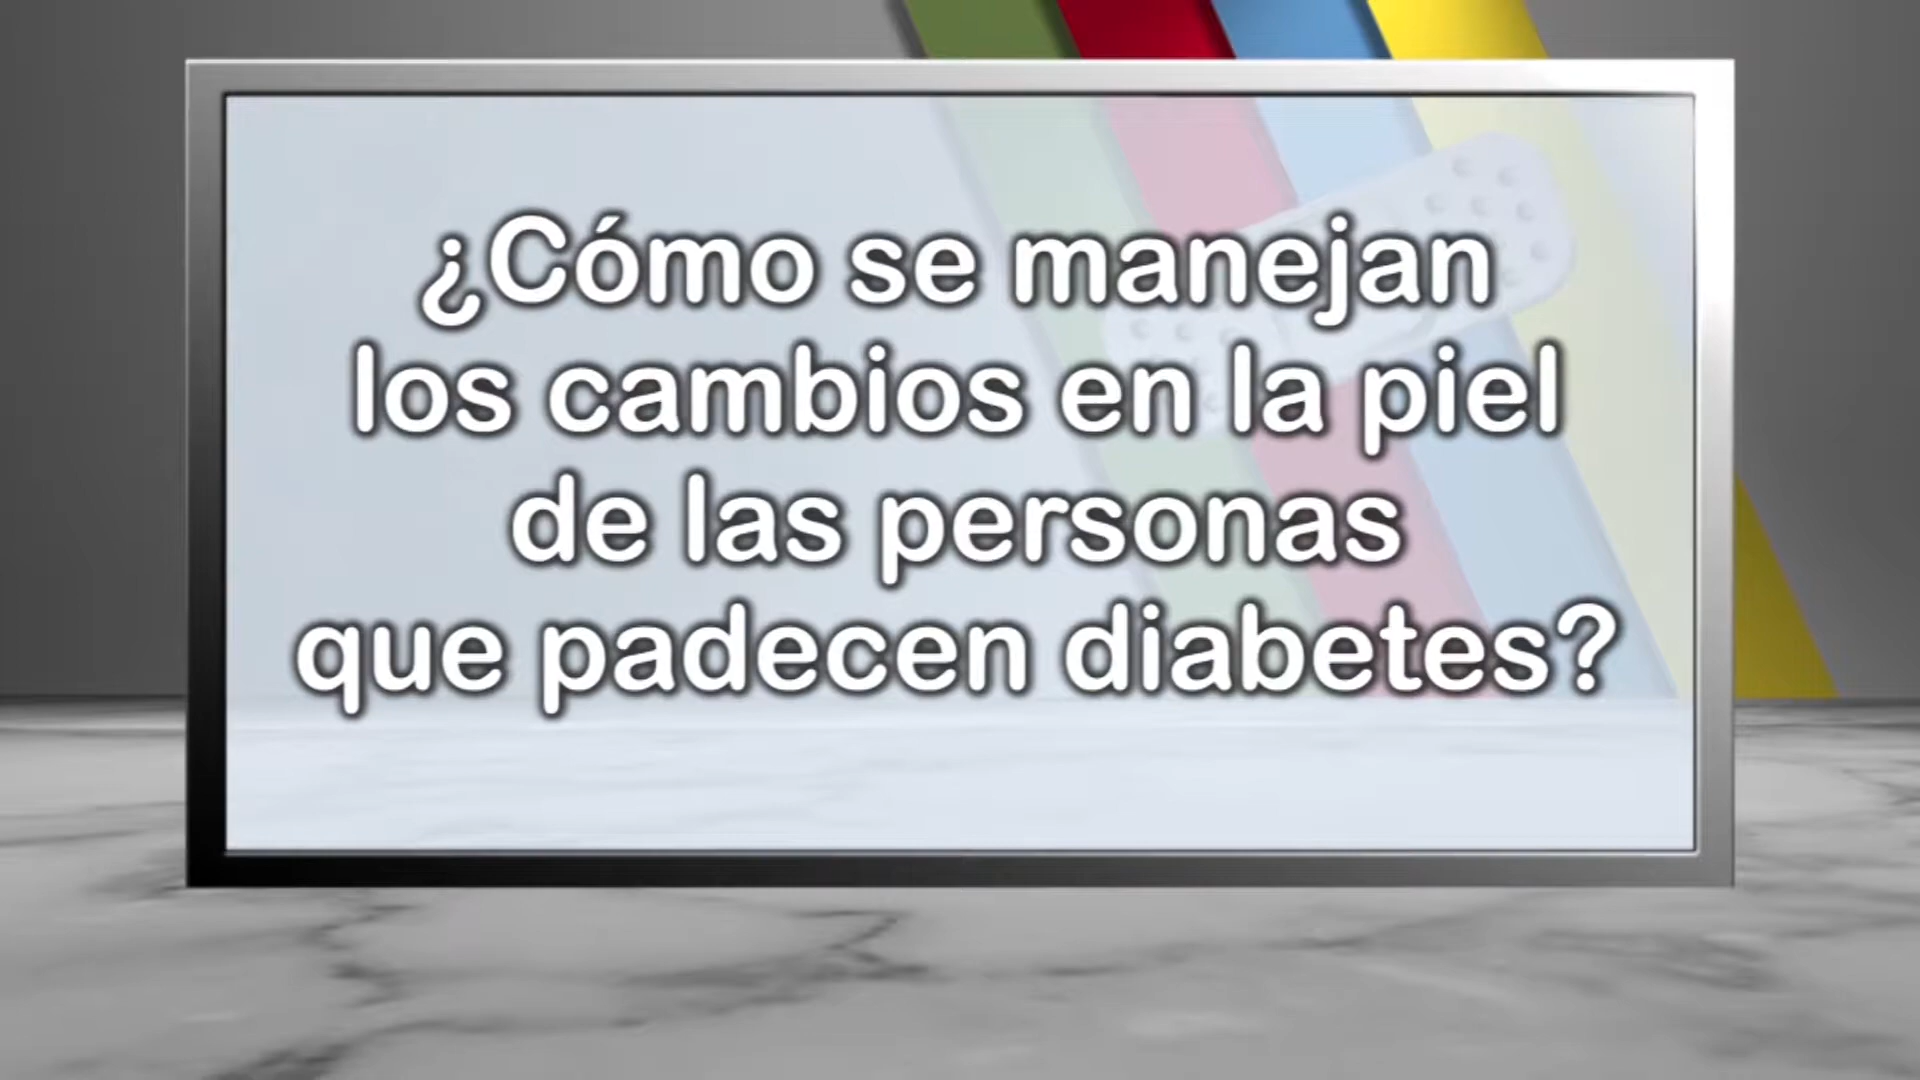 ¿Cómo se manejan
los cambios en la piel
de las personas
que padecen diabetes?